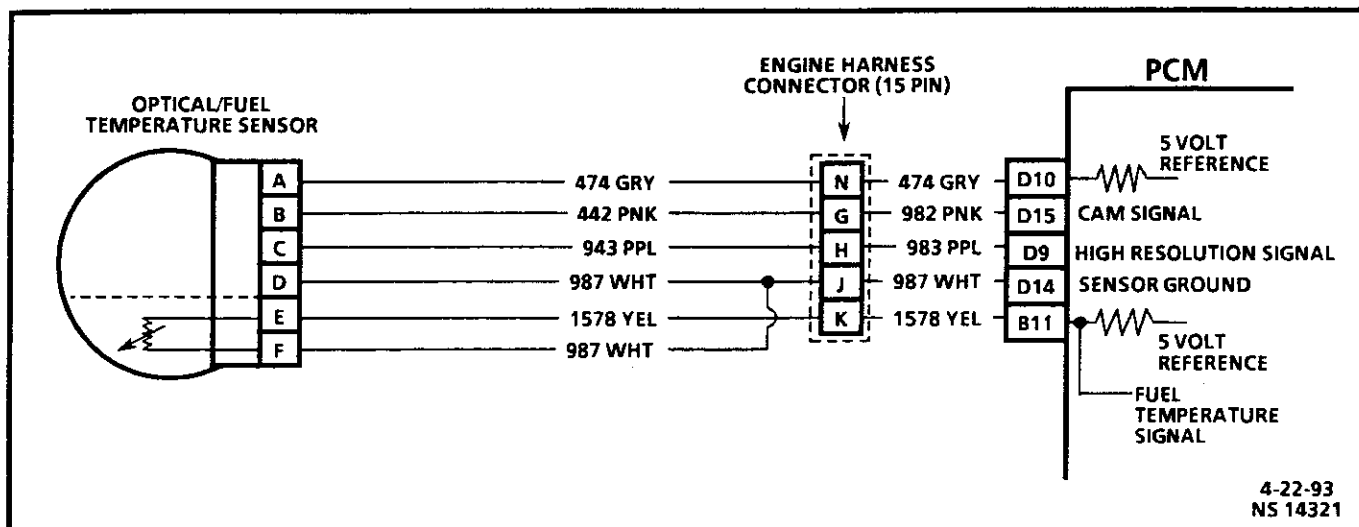 ENGINE HARNESS
CONNECTOR (15 PIN)
PCM
OPTICAL/FUEL
TEMPERATURE SENSOR
5 VOLT
REFERENCE
A 474 GRY N 474 GRY D10
B 442 PNK G 982 PNK D15 CAM SIGNAL
C 943 PPL H 983 PPL D9 HIGH RESOLUTION SIGNAL
D 987 WHT J 987 WHT D14 SENSOR GROUND
E 1578 YEL K 1578 YEL B11
F 987 WHT
5 VOLT
REFERENCE
FUEL
TEMPERATURE
SIGNAL
4-22-93
NS 14321